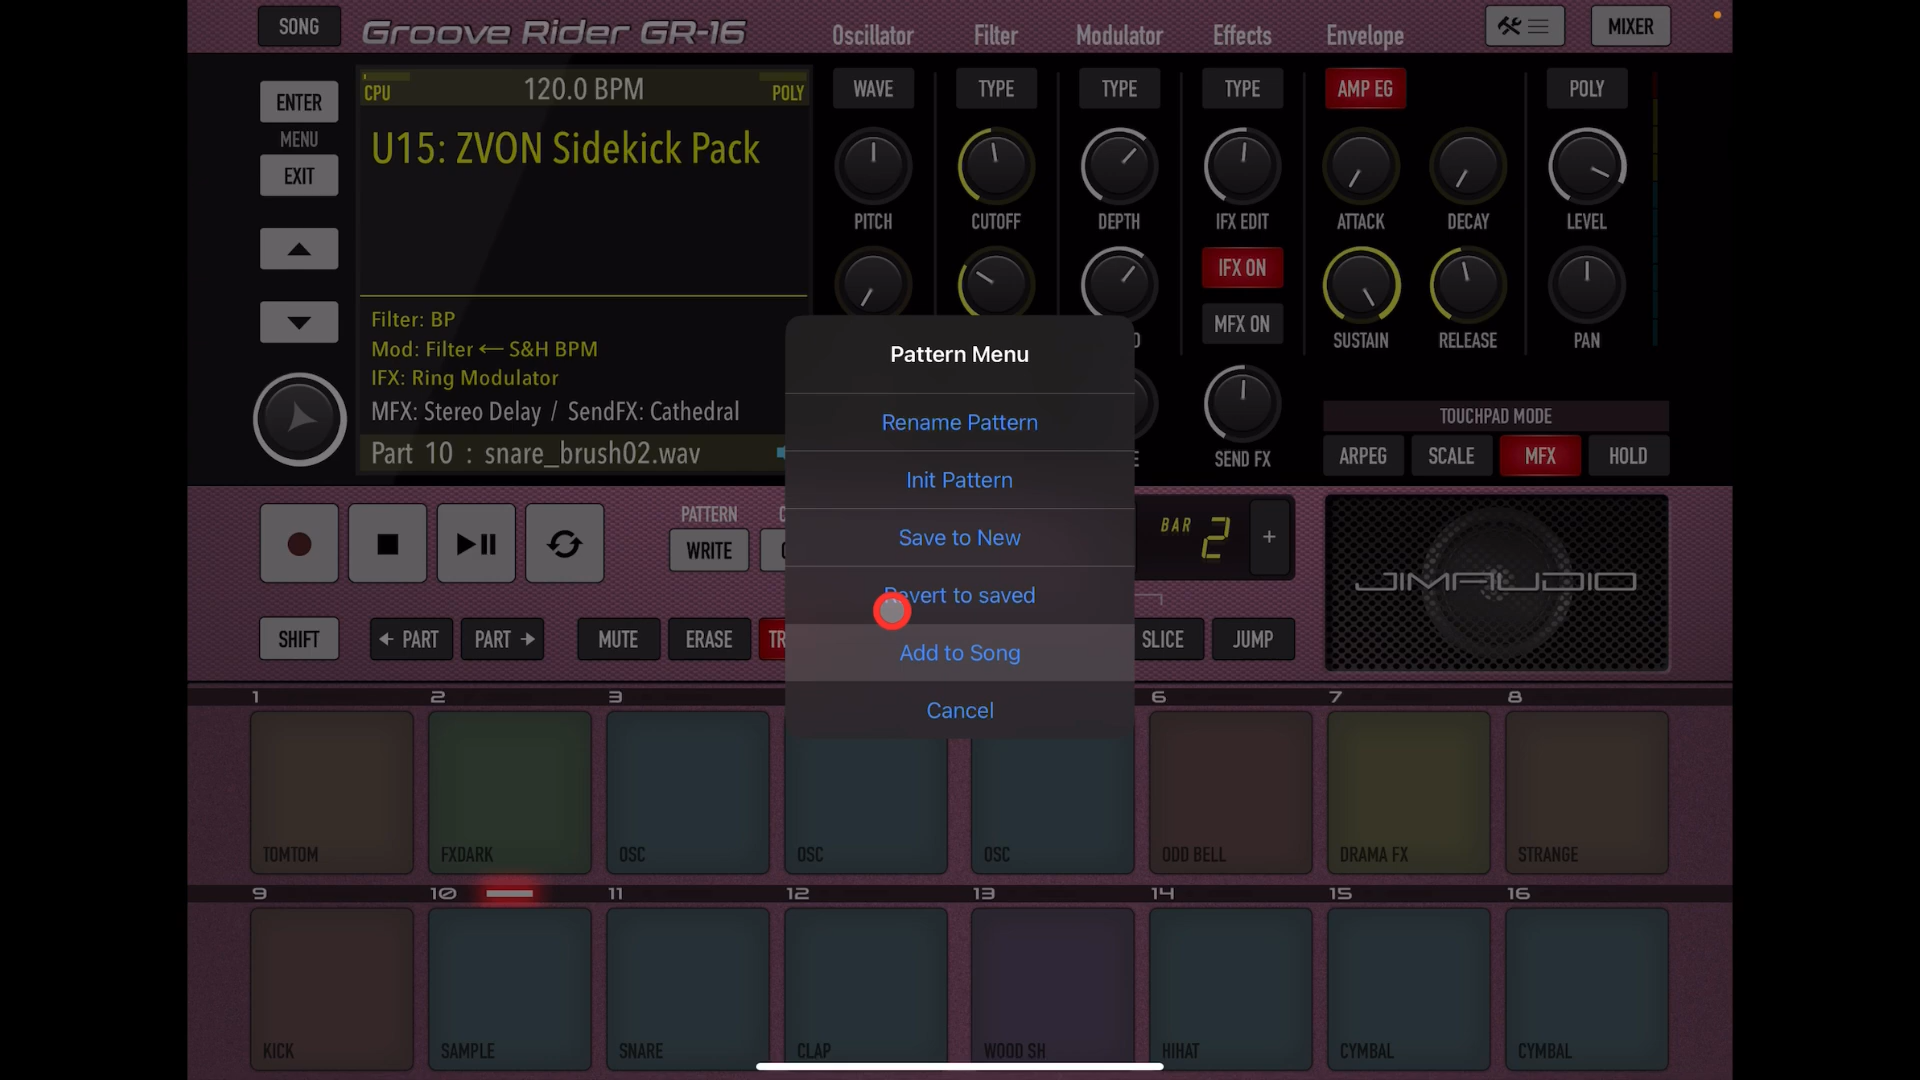 SONG
Groove Rider GR-16
Oscillator
Filter
Modulator
Effects
Envelope
MIXER
ENTER
MENU
EXIT
CPU
120.0 BPM
POLY
U15: ZVON Sidekick Pack
Filter: BP
Mod: Filter ← S&H BPM
IFX: Ring Modulator
MFX: Stereo Delay / SendFX: Cathedral
Part 10 : snare_brush02.wav
WAVE
TYPE
TYPE
TYPE
AMP EG
POLY
PITCH
CUTOFF
DEPTH
IFX EDIT
ATTACK
DECAY
LEVEL
IFX ON
MFX ON
SUSTAIN
RELEASE
PAN
SEND FX
TOUCHPAD MODE
ARPEG
SCALE
MFX
HOLD
Pattern Menu
Rename Pattern
Init Pattern
Save to New
Revert to saved
Add to Song
Cancel
PATTERN
WRITE
BAR 2
+
JIMAUDIO
SHIFT
← PART
PART →
MUTE
ERASE
TR
SLICE
JUMP
1
2
3
6
7
8
TOMTOM
FXDARK
OSC
OSC
OSC
ODD BELL
DRAMA FX
STRANGE
9
10
11
12
13
14
15
16
KICK
SAMPLE
SNARE
CLAP
WOOD SH
HIHAT
CYMBAL
CYMBAL